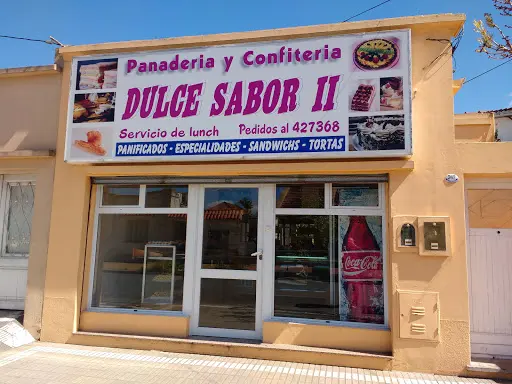 Panaderia y Confiteria
DULCE SABOR II
Servicio de lunch Pedidos al 427368
PANIFICADOS - ESPECIALIDADES - SANDWICHS - TORTAS
Coca-Cola